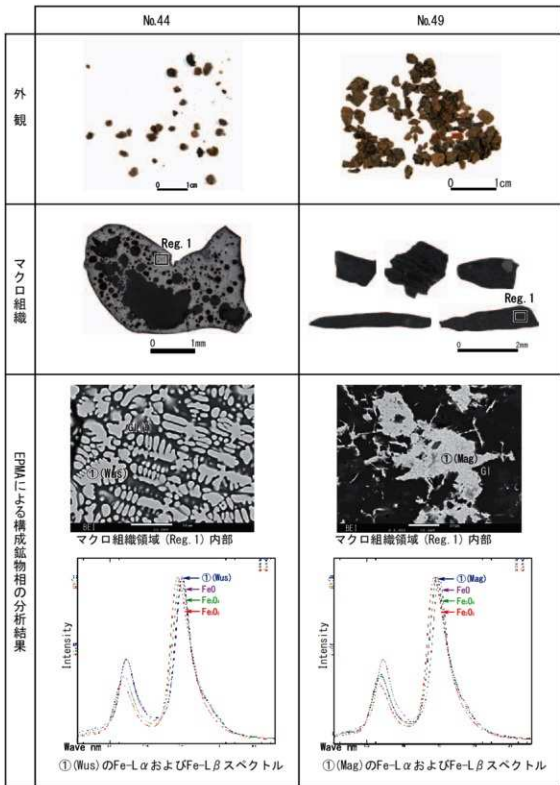 No.44
No.49
外観
0 1cm
0 1cm
マクロ組織
Reg. 1
0 1mm
Reg. 1
0 2mm
EPMAによる構成鉱物相の分析結果
①(Wus)
BEI
マクロ組織領域 (Reg. 1) 内部
①(Mag)
Gl
BEI
マクロ組織領域 (Reg. 1) 内部
Intensity
①(Wus)
FeO
Wave nm
①(Wus)のFe-LαおよびFe-Lβスペクトル
Intensity
①(Mag)
FeO
Wave nm
①(Mag)のFe-LαおよびFe-Lβスペクトル